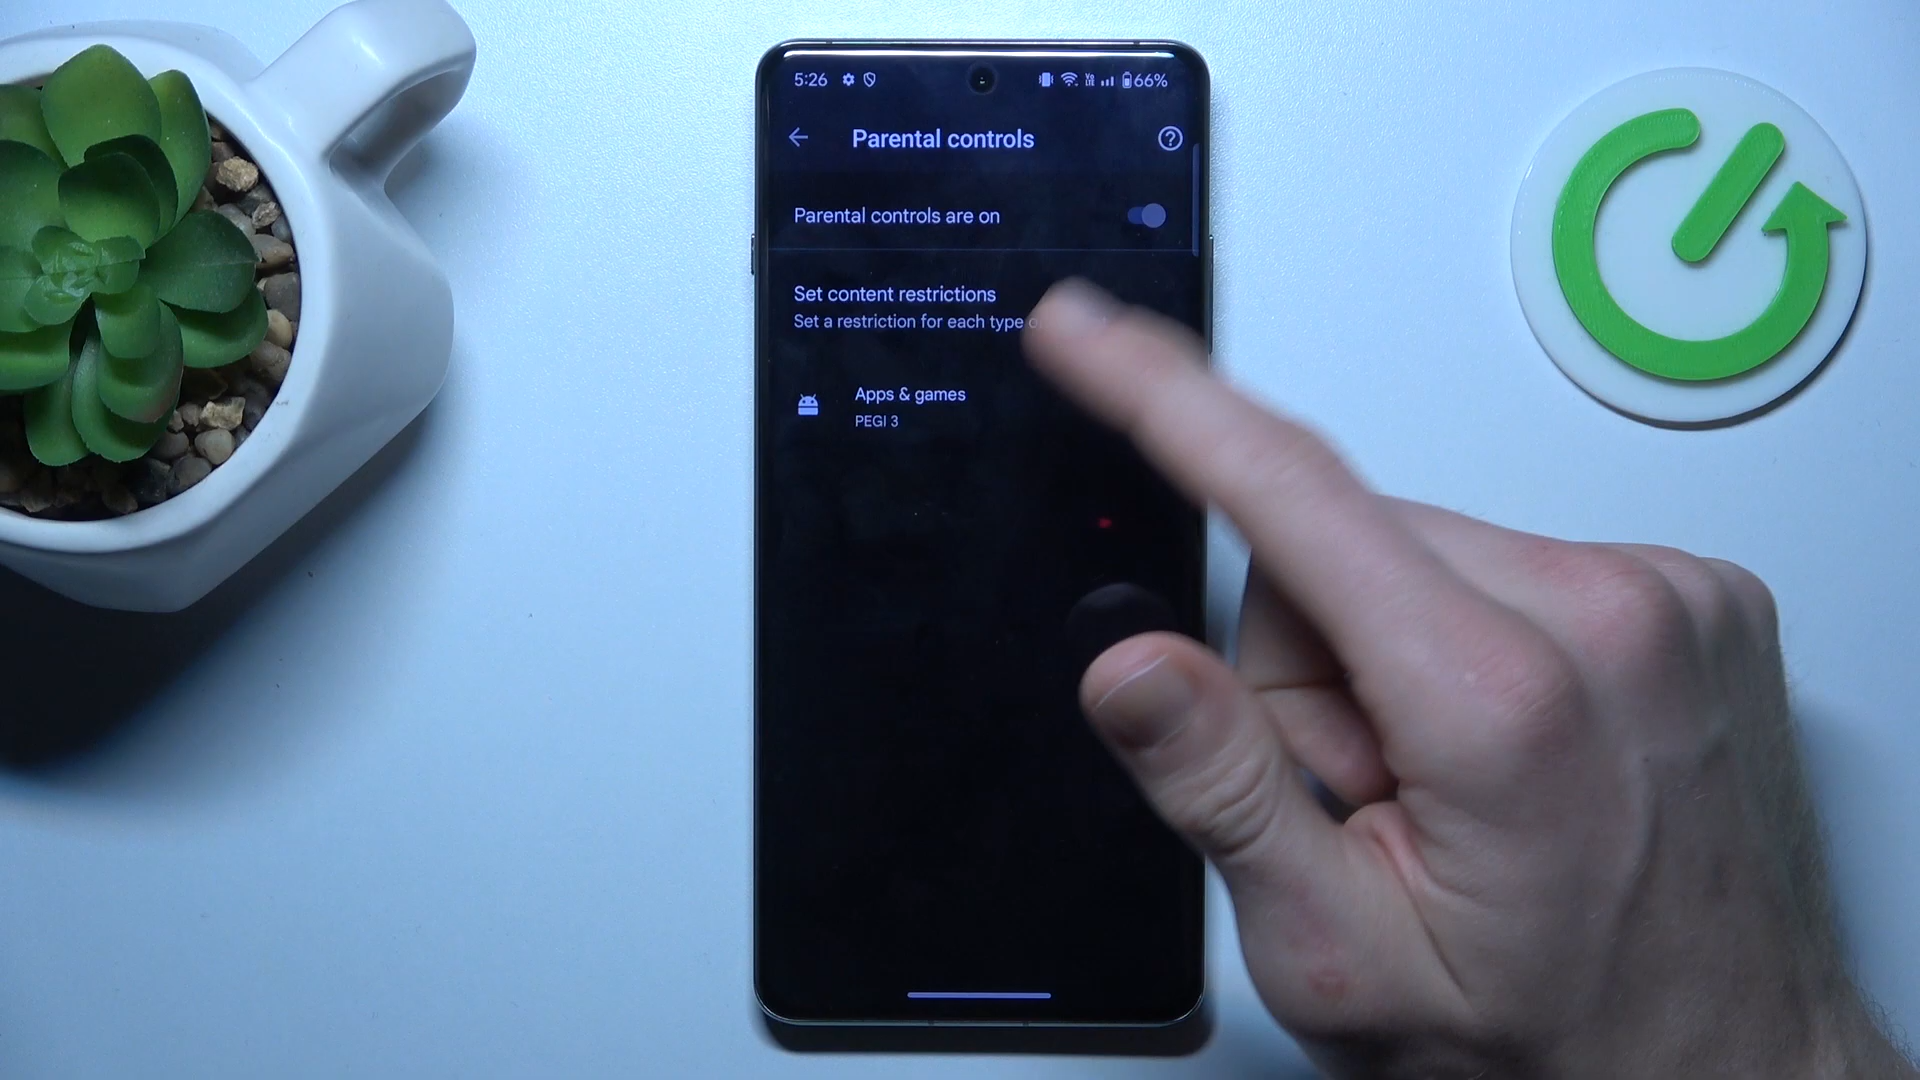 5:26 66%
Parental controls
Parental controls are on
Set content restrictions
Set a restriction for each type
Apps & games
PEGI 3